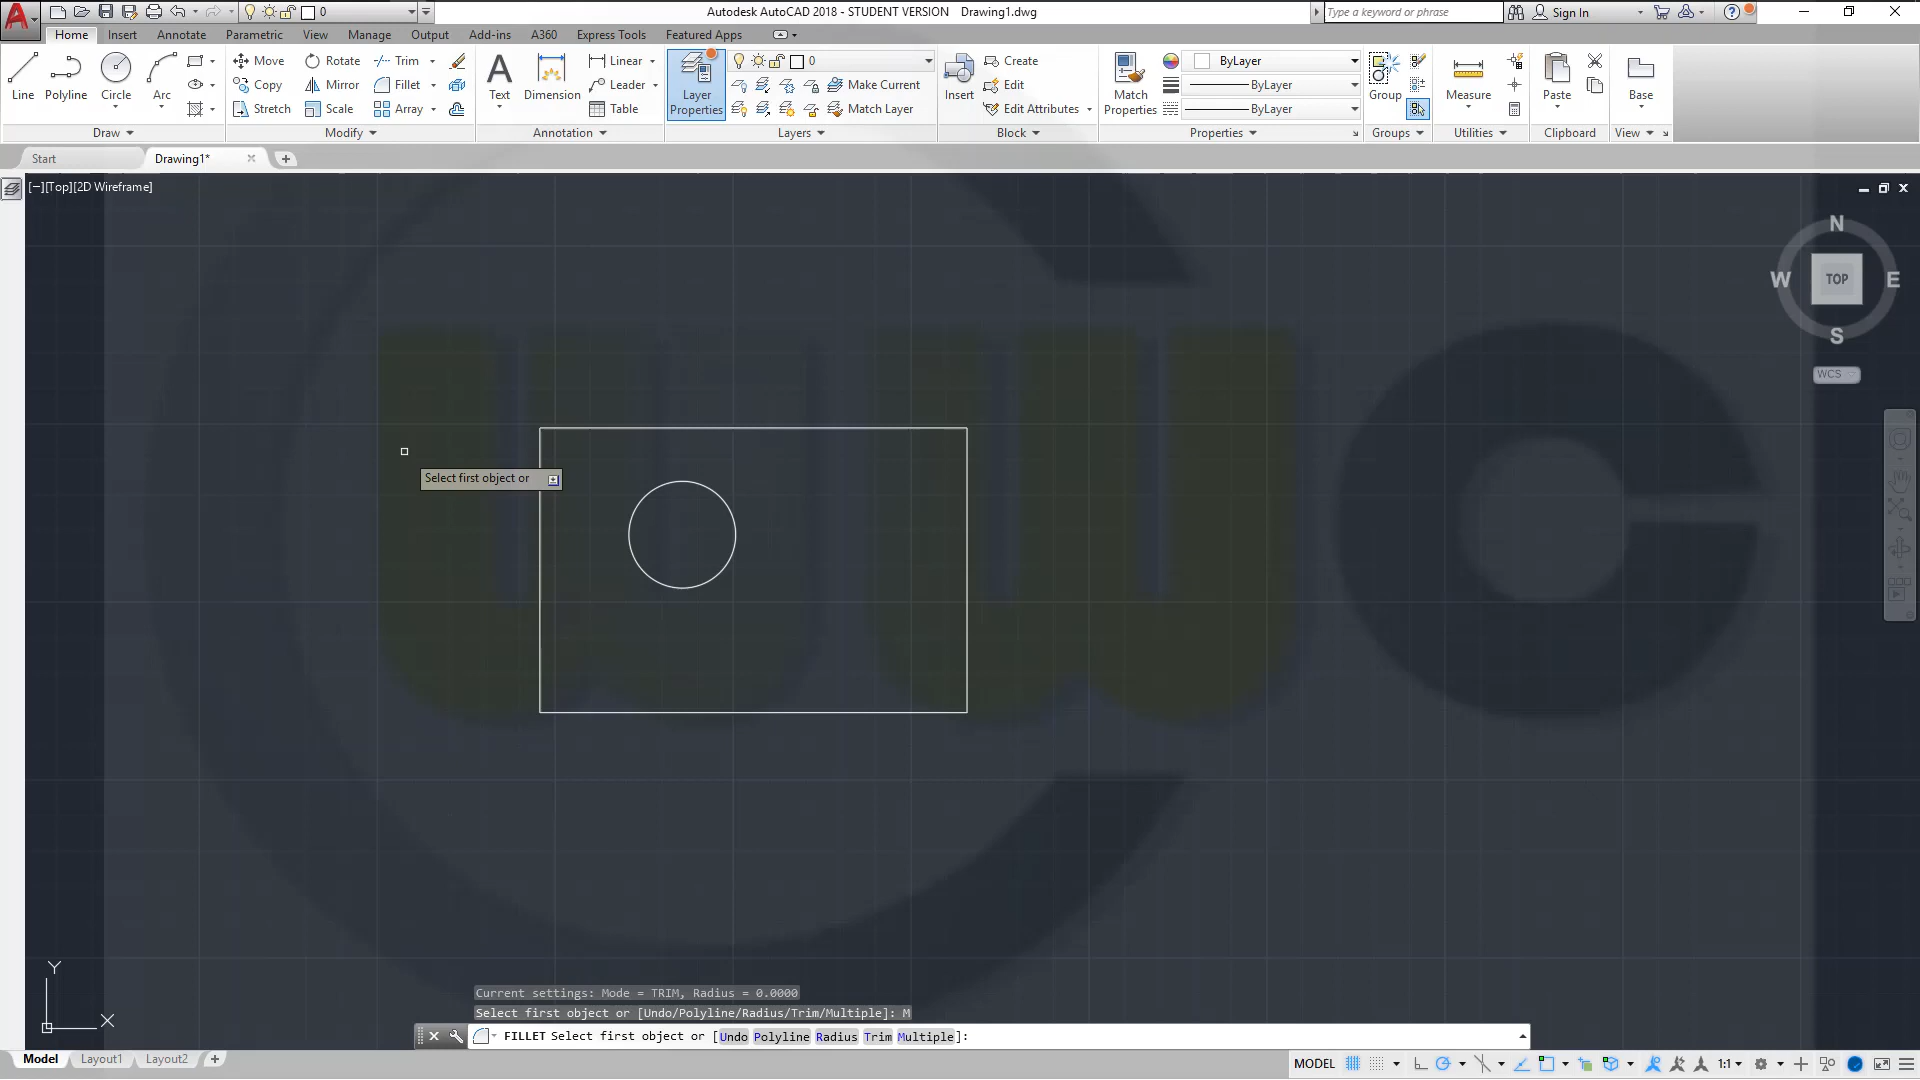 A 0 Autodesk AutoCAD 2018 - STUDENT VERSION Drawing1.dwg Type a keyword or phrase Sign In
Home Insert Annotate Parametric View Manage Output Add-ins A360 Express Tools Featured Apps
Line Polyline Circle Arc
Move Rotate Trim
Copy Mirror Fillet
Stretch Scale Array
Text Dimension
Linear
Leader
Table
Layer Properties
0
Make Current
Match Layer
Insert
Create
Edit
Edit Attributes
Match Properties
ByLayer
ByLayer
ByLayer
Group Measure Paste Base
Draw Modify Annotation Layers Block Properties Groups Utilities Clipboard View
Start Drawing1*
[−][Top][2D Wireframe]
N
W TOP E
S
WCS
Select first object or
Y
X
Current settings: Mode = TRIM, Radius = 0.0000
Select first object or [Undo/Polyline/Radius/Trim/Multiple]: M
FILLET Select first object or [Undo Polyline Radius Trim Multiple]:
Model Layout1 Layout2
MODEL 1:1